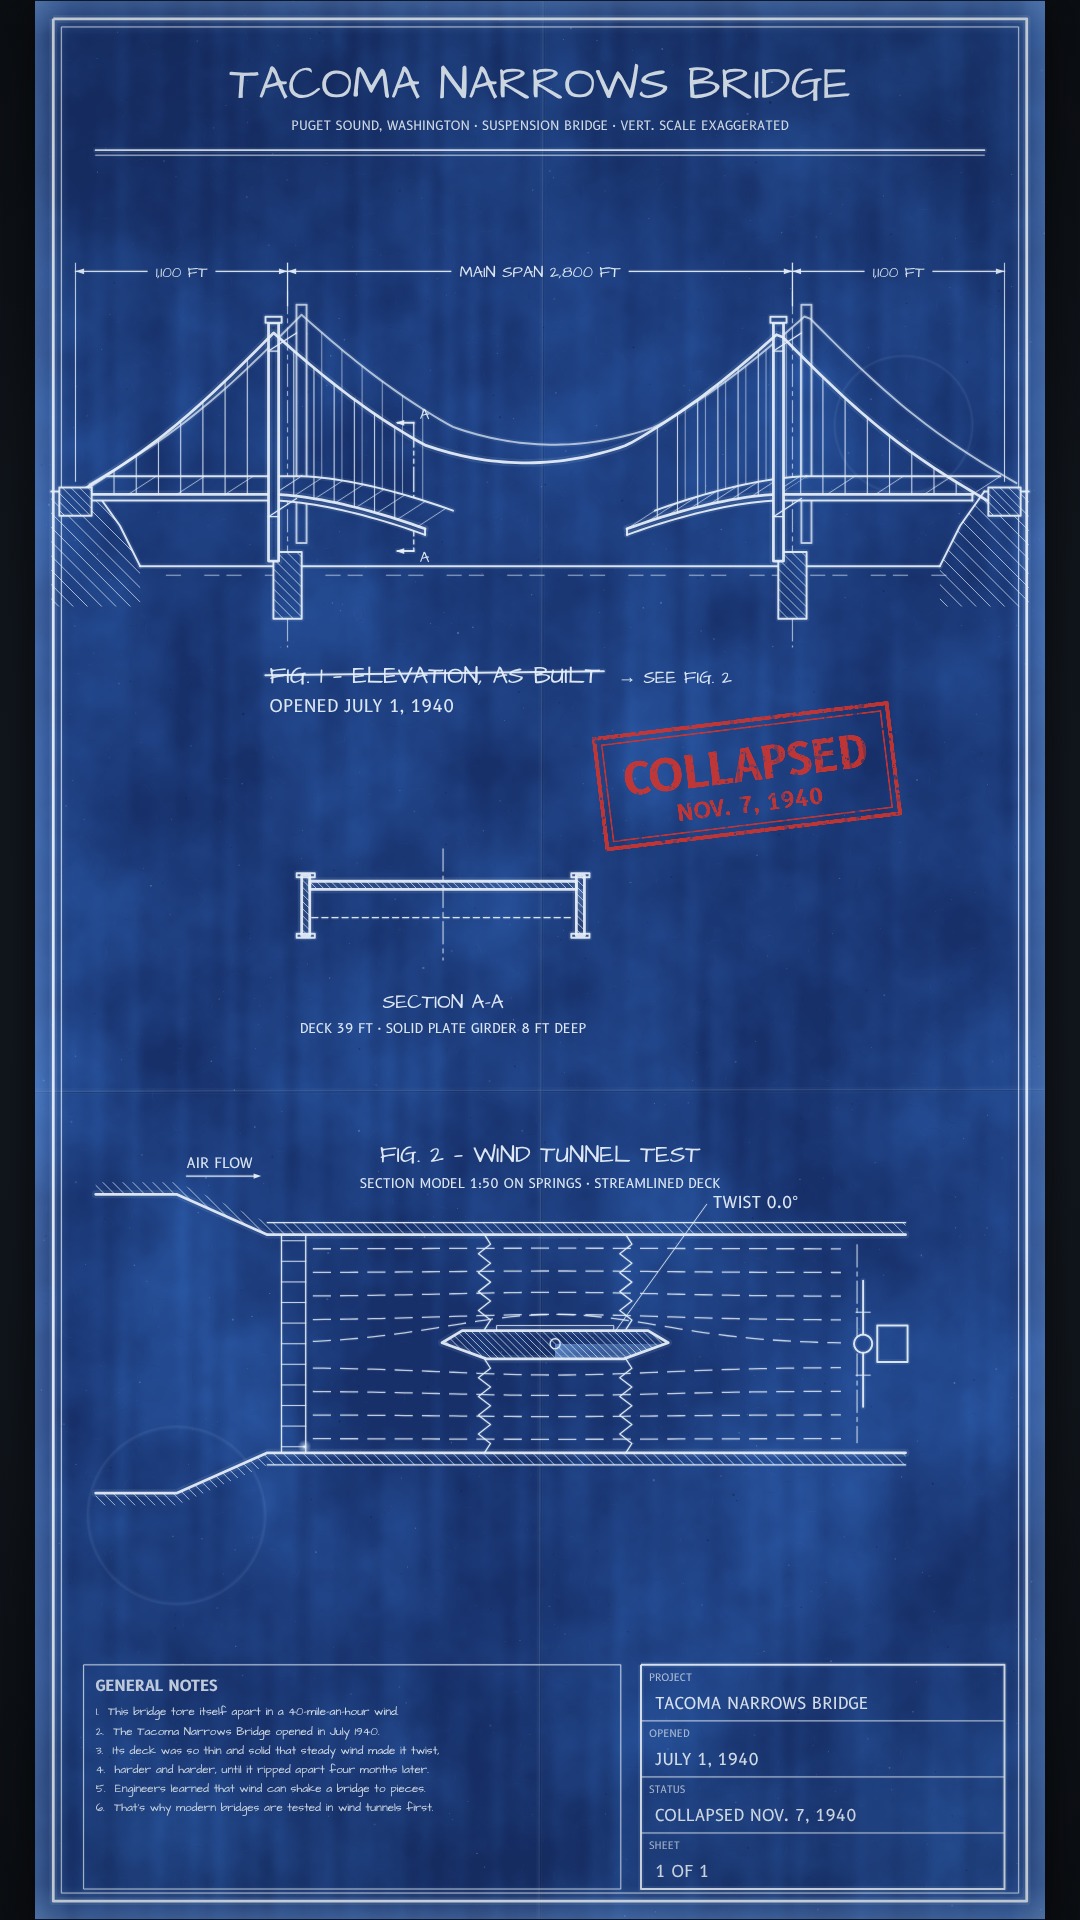 TACOMA NARROWS BRIDGE
PUGET SOUND, WASHINGTON · SUSPENSION BRIDGE · VERT. SCALE EXAGGERATED
1,100 FT
MAIN SPAN 2,800 FT
1,100 FT
A
A
FIG. 1 - ELEVATION, AS BUILT → SEE FIG. 2
OPENED JULY 1, 1940
COLLAPSED
NOV. 7, 1940
SECTION A-A
DECK 39 FT · SOLID PLATE GIRDER 8 FT DEEP
FIG. 2 - WIND TUNNEL TEST
AIR FLOW
SECTION MODEL 1:50 ON SPRINGS · STREAMLINED DECK
TWIST 0.0°
GENERAL NOTES
1. This bridge tore itself apart in a 40-mile-an-hour wind.
2. The Tacoma Narrows Bridge opened in July 1940.
3. Its deck was so thin and solid that steady wind made it twist,
4. harder and harder, until it ripped apart four months later.
5. Engineers learned that wind can shake a bridge to pieces.
6. That's why modern bridges are tested in wind tunnels first.
PROJECT
TACOMA NARROWS BRIDGE
OPENED
JULY 1, 1940
STATUS
COLLAPSED NOV. 7, 1940
SHEET
1 OF 1